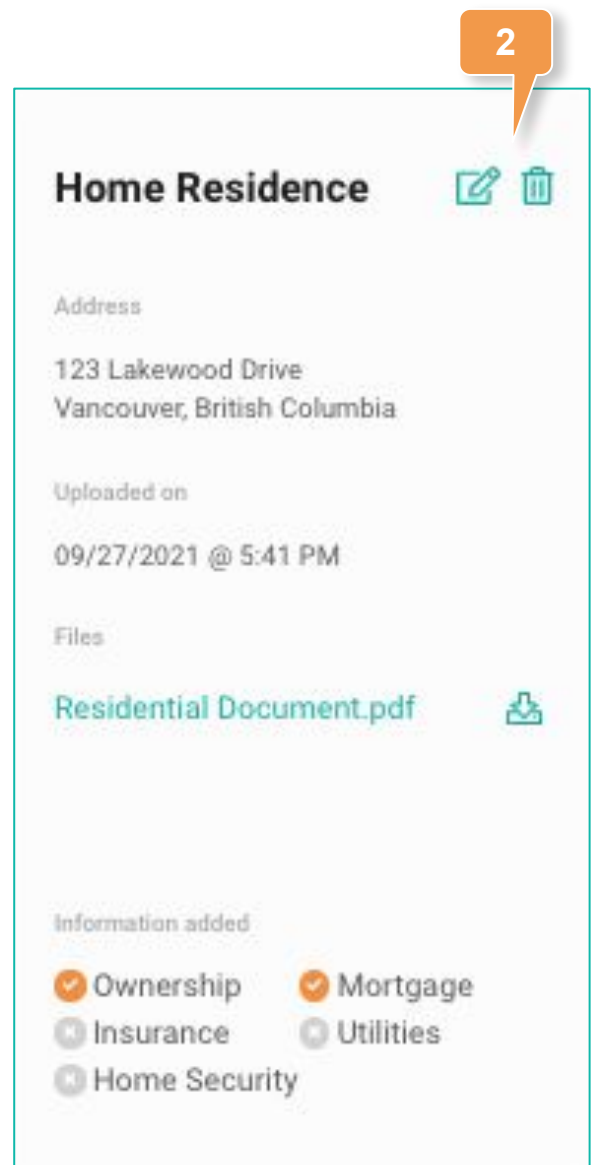 2
Home Residence
Address
123 Lakewood Drive
Vancouver, British Columbia
Uploaded on
09/27/2021 @ 5:41 PM
Files
Residential Document.pdf
Information added
Ownership Mortgage
Insurance Utilities
Home Security